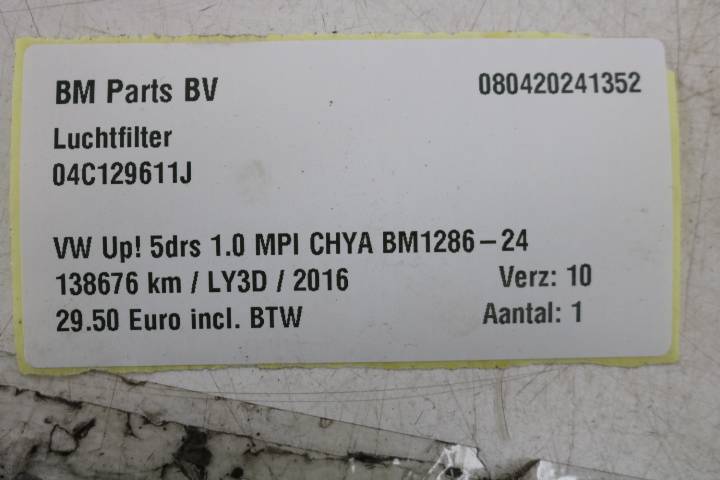 BM Parts BV 080420241352
Luchtfilter
04C129611J
VW Up! 5drs 1.0 MPI CHYA BM1286-24
138676 km / LY3D / 2016 Verz: 10
29.50 Euro incl. BTW Aantal: 1